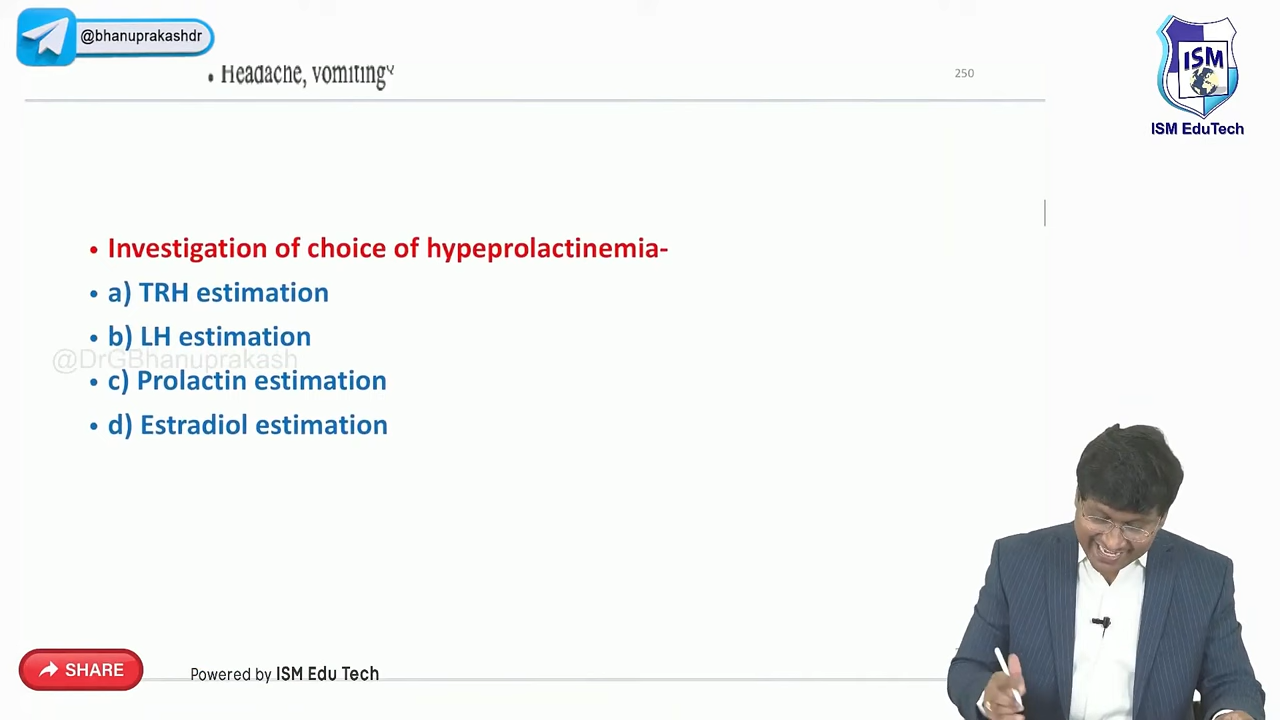 @bhanuprakashdr
• Headache, vomiting
250
ISM
ISM EduTech
• Investigation of choice of hypeprolactinemia-
• a) TRH estimation
• b) LH estimation
@DrGBhanuprakash
• c) Prolactin estimation
• d) Estradiol estimation
SHARE
Powered by ISM Edu Tech